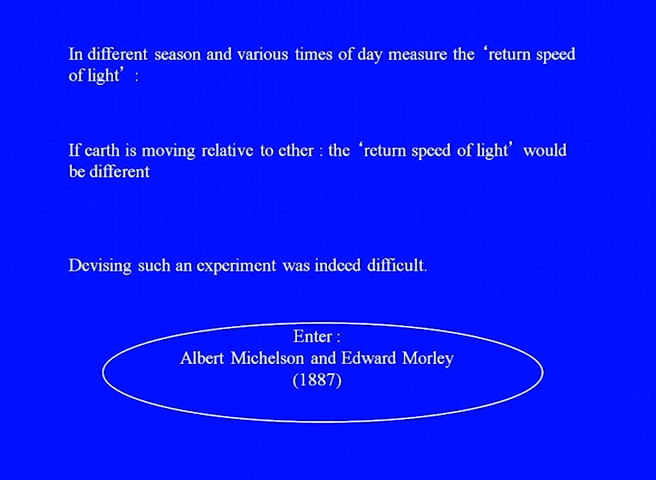 In different season and various times of day measure the ‘return speed
of light’ :
If earth is moving relative to ether : the ‘return speed of light’ would
be different
Devising such an experiment was indeed difficult.
Enter :
Albert Michelson and Edward Morley
(1887)